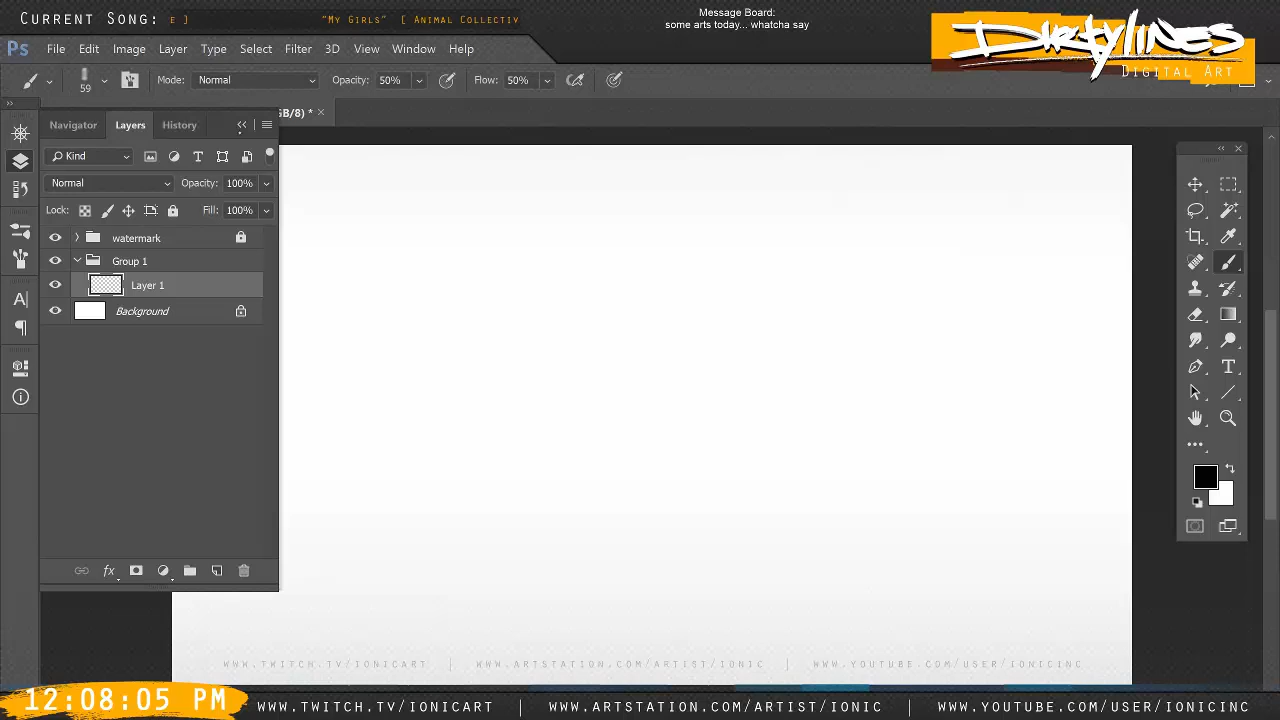 Current Song: E ] "My Girls" [ Animal Collectiv
Message Board:
some arts today... whatcha say
DirtyLines
Digital Art
Ps File Edit Image Layer Type Select Filter 3D View Window Help
59 Mode: Normal Opacity: 50% Flow: 50%
GB/8) * ×
Navigator Layers History
Kind
Normal Opacity: 100%
Lock: Fill: 100%
watermark
Group 1
Layer 1
Background
fx
www.twitch.tv/ionicart | www.artstation.com/artist/ionic | www.youtube.com/user/ionicinc
12:08:05 PM
www.twitch.tv/ionicart | www.artstation.com/artist/ionic | www.youtube.com/user/ionicinc